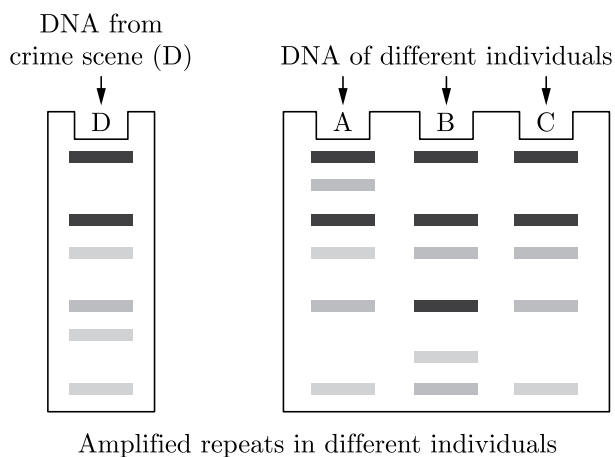 DNA from
crime scene (D)
DNA of different individuals
D
A
B
C
Amplified repeats in different individuals